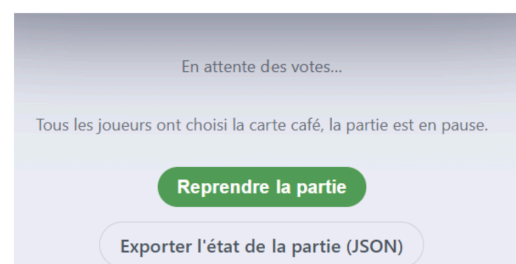 En attente des votes...
Tous les joueurs ont choisi la carte café, la partie est en pause.
Reprendre la partie
Exporter l'état de la partie (JSON)